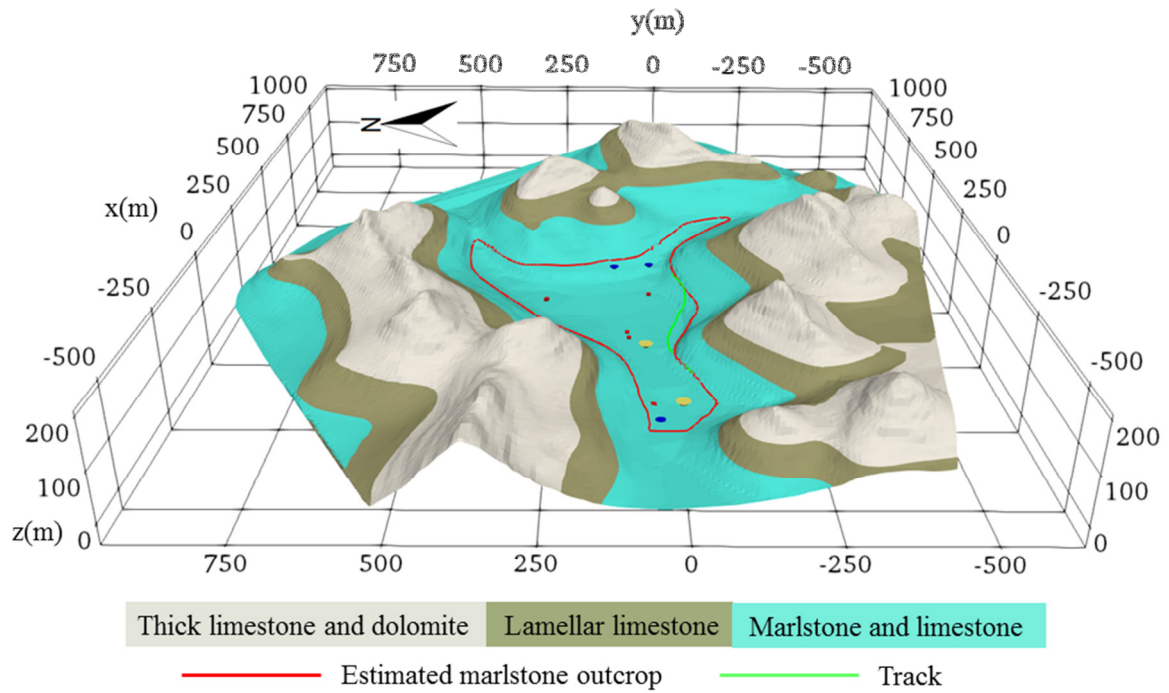 y(m)
750 500 250 0 -250 -500
1000 1000
750 750
N
500 500
250 250
x(m)
0 0
-250 -250
-500 -500
200 200
100 100
z(m) 0 0
750 500 250 0 -250 -500
Thick limestone and dolomite Lamellar limestone Marlstone and limestone
Estimated marlstone outcrop Track